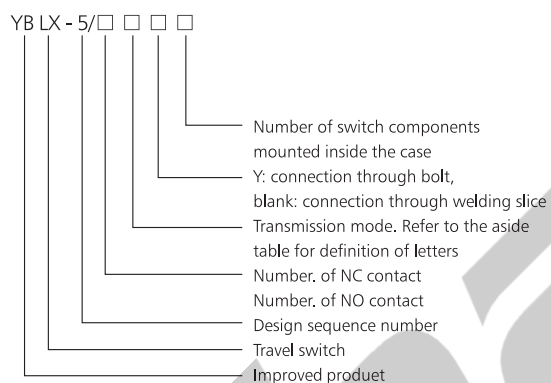 YB LX - 5/□ □ □ □
Number of switch components
mounted inside the case
Y: connection through bolt,
blank: connection through welding slice
Transmission mode. Refer to the aside
table for definition of letters
Number. of NC contact
Number. of NO contact
Design sequence number
Travel switch
Improved produet